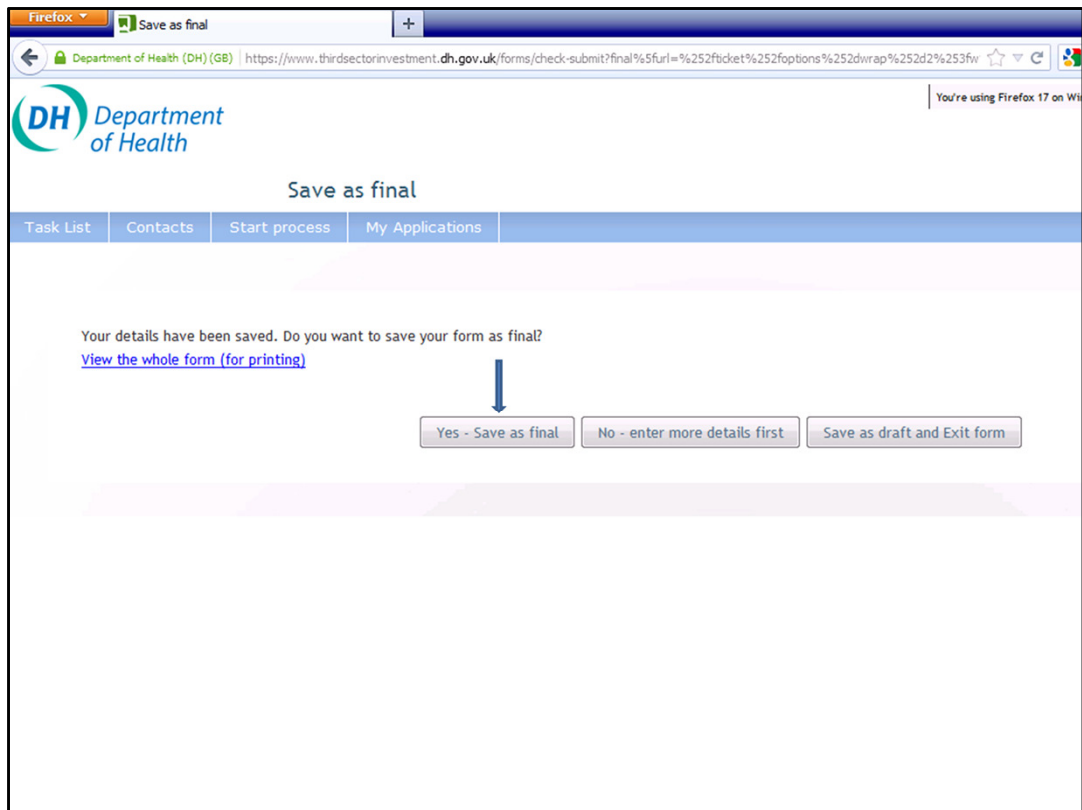 Firefox
Save as final
+
Department of Health (DH) (GB) https://www.thirdsectorinvestment.dh.gov.uk/forms/check-submit?final%5furl=%252fticket%252foptions%252dwrap%252d2%253fw
You're using Firefox 17 on Wi
DH Department
of Health
Save as final
Task List Contacts Start process My Applications
Your details have been saved. Do you want to save your form as final?
View the whole form (for printing)
Yes - Save as final No - enter more details first Save as draft and Exit form